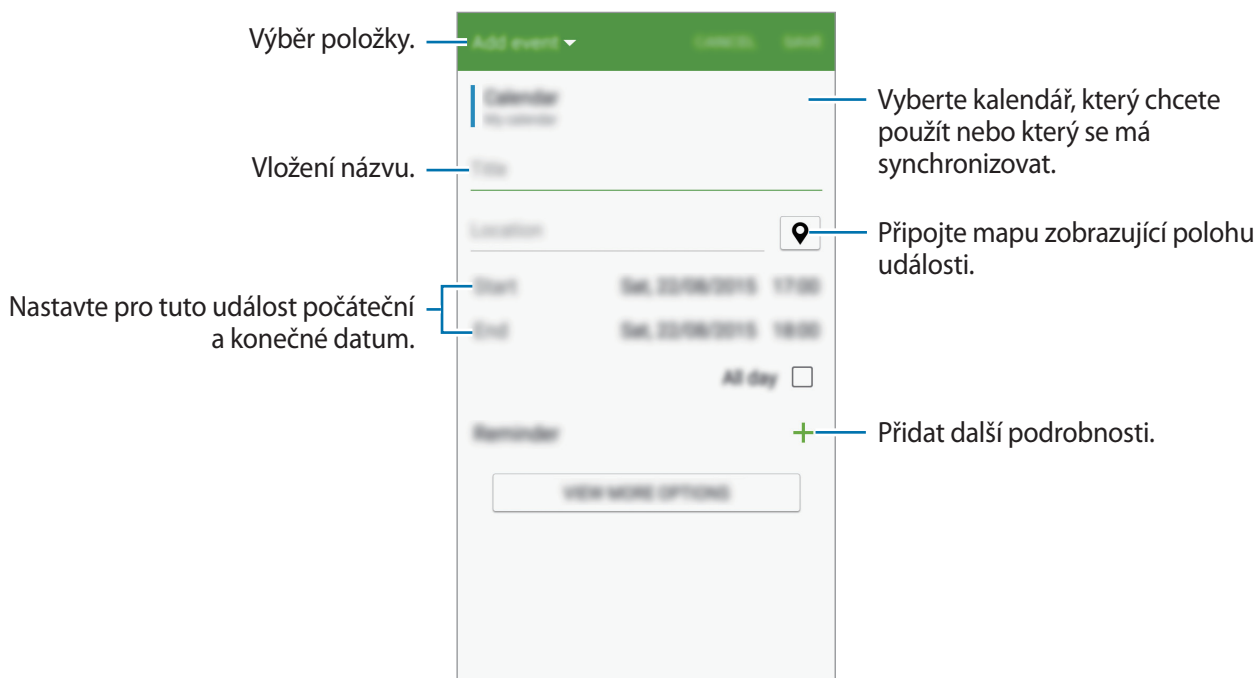 Výběr položky.
Add event
CANCEL SAVE
Calendar
My calendar
Vyberte kalendář, který chcete
použít nebo který se má
synchronizovat.
Vložení názvu.
Title
Location
Připojte mapu zobrazující polohu
události.
Nastavte pro tuto událost počáteční
a konečné datum.
Start Sat, 22/08/2015 17:00
End Sat, 22/08/2015 18:00
All day
Reminder
Přidat další podrobnosti.
VIEW MORE OPTIONS